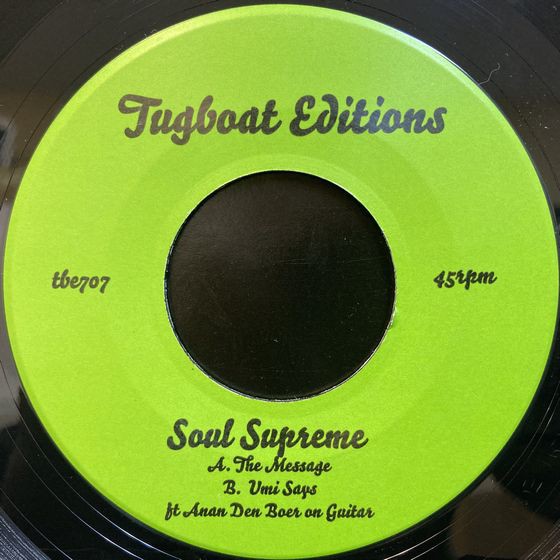 Tugboat Editions
tbe707
45rpm
Soul Supreme
A. The Message
B. Umi Says
ft Anan Den Boer on Guitar